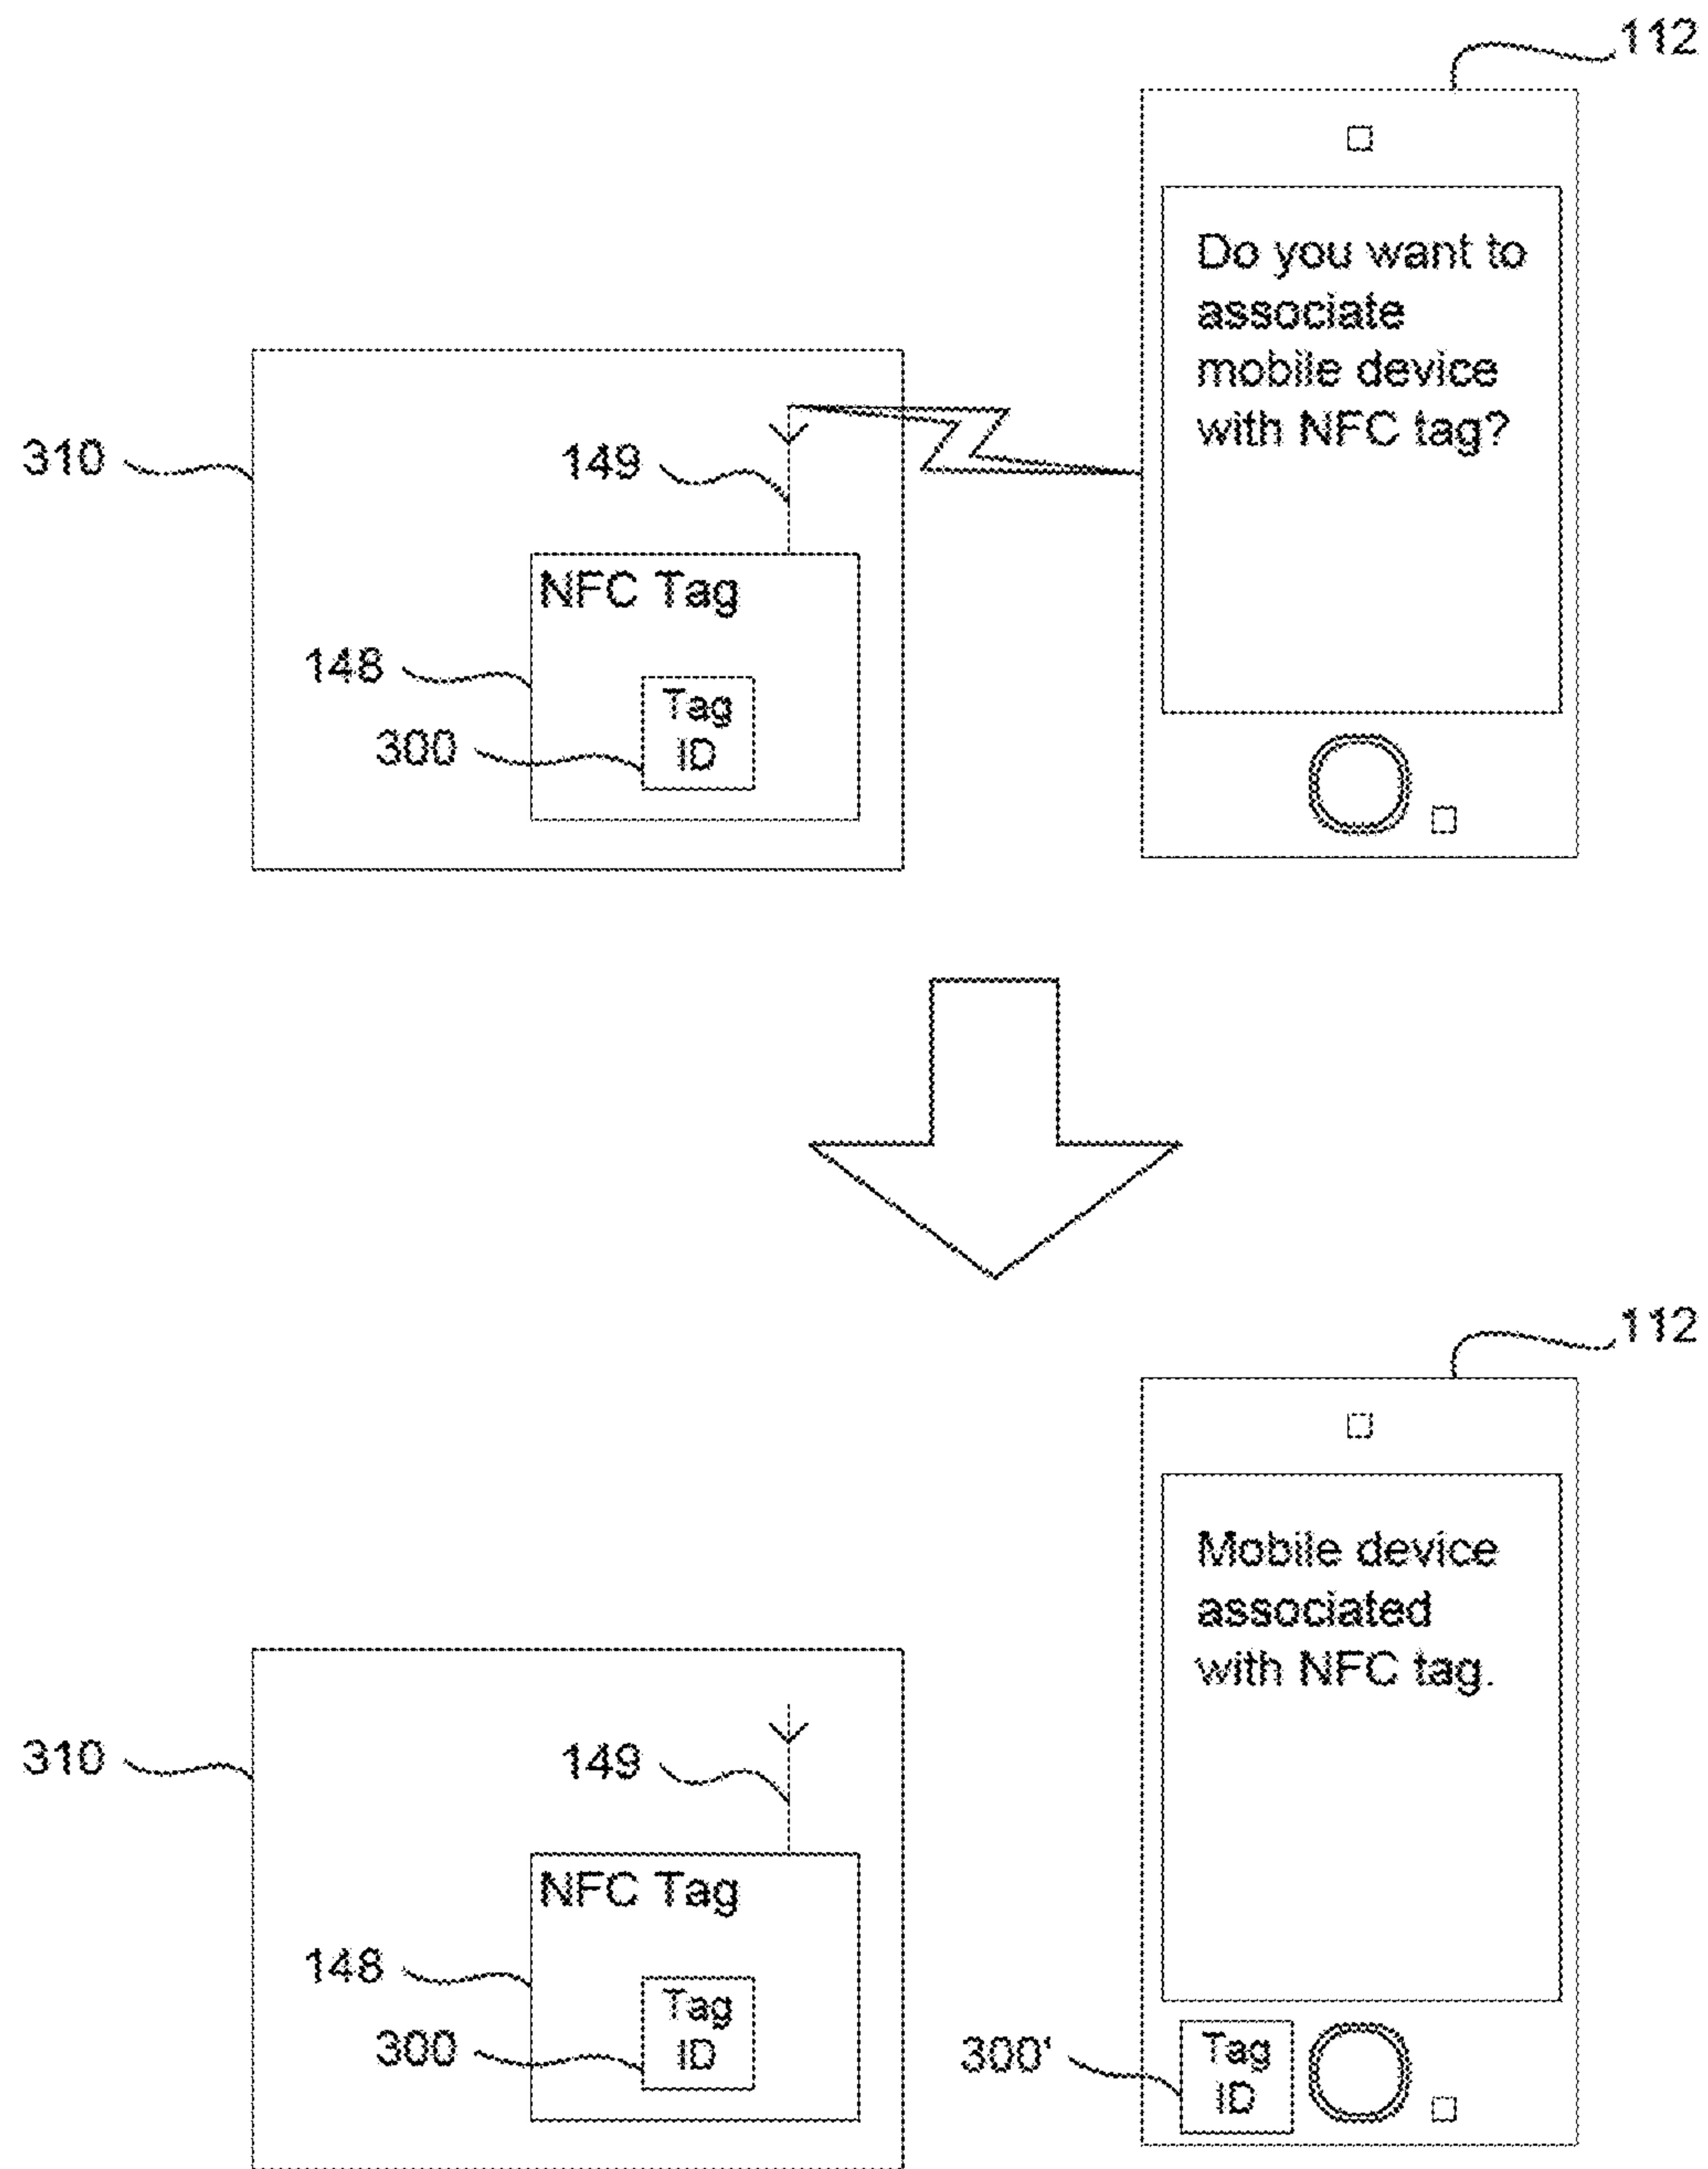 112
Do you want to
associate
mobile device
with NFC tag?
310
149
NFC Tag
148
Tag
ID
300
112
Mobile device
associated
with NFC tag.
310
149
NFC Tag
148
Tag
ID
300
300'
Tag
ID